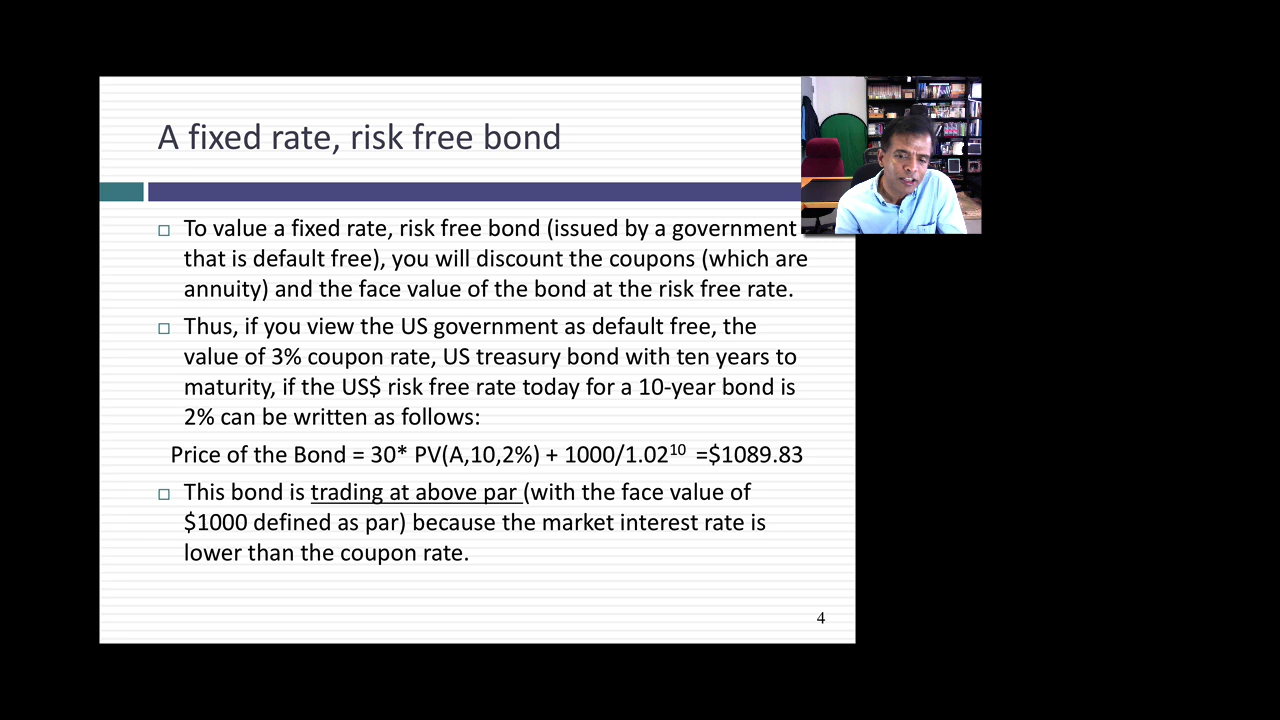 A fixed rate, risk free bond
To value a fixed rate, risk free bond (issued by a government
that is default free), you will discount the coupons (which are
annuity) and the face value of the bond at the risk free rate.
Thus, if you view the US government as default free, the
value of 3% coupon rate, US treasury bond with ten years to
maturity, if the US$ risk free rate today for a 10-year bond is
2% can be written as follows:
Price of the Bond = 30* PV(A,10,2%) + 1000/1.02¹⁰ =$1089.83
This bond is trading at above par (with the face value of
$1000 defined as par) because the market interest rate is
lower than the coupon rate.
4